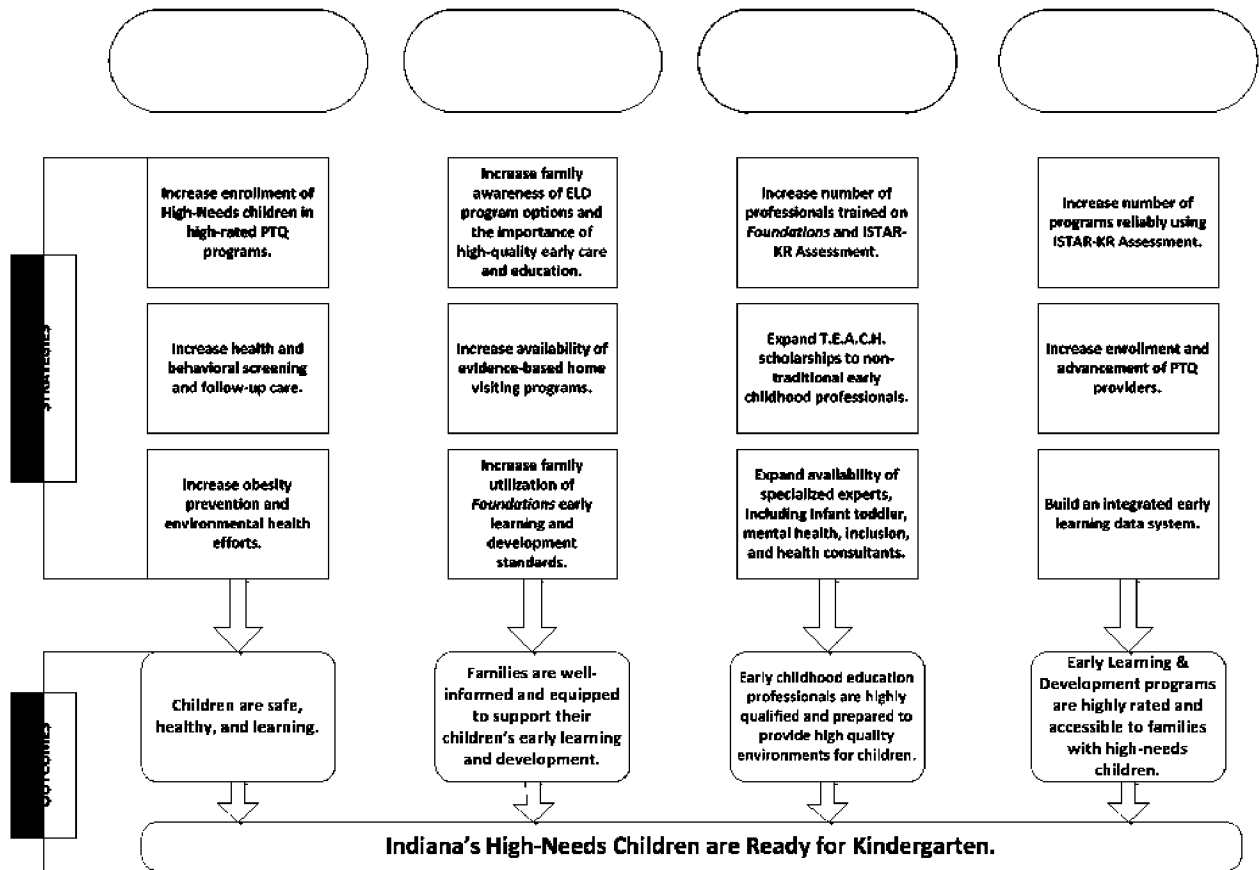 Increase enrollment of
High-Needs children in
high-rated PTQ
programs.
Increase family
awareness of ELD
program options and
the importance of
high-quality early care
and education.
Increase number of
professionals trained on
Foundations and ISTAR-
KR Assessment.
Increase number of
programs reliably using
ISTAR-KR Assessment.
Increase health and
behavioral screening
and follow-up care.
Increase availability of
evidence-based home
visiting programs.
Expand T.E.A.C.H.
scholarships to non-
traditional early
childhood professionals.
Increase enrollment and
advancement of PTQ
providers.
Increase obesity
prevention and
environmental health
efforts.
Increase family
utilization of
Foundations early
learning and
development
standards.
Expand availability of
specialized experts,
including infant toddler,
mental health, inclusion,
and health consultants.
Build an integrated early
learning data system.
STRATEGIES
Children are safe,
healthy, and learning.
Families are well-
informed and equipped
to support their
children's early learning
and development.
Early childhood education
professionals are highly
qualified and prepared to
provide high quality
environments for children.
Early Learning &
Development programs
are highly rated and
accessible to families
with high-needs
children.
OUTCOMES
Indiana's High-Needs Children are Ready for Kindergarten.